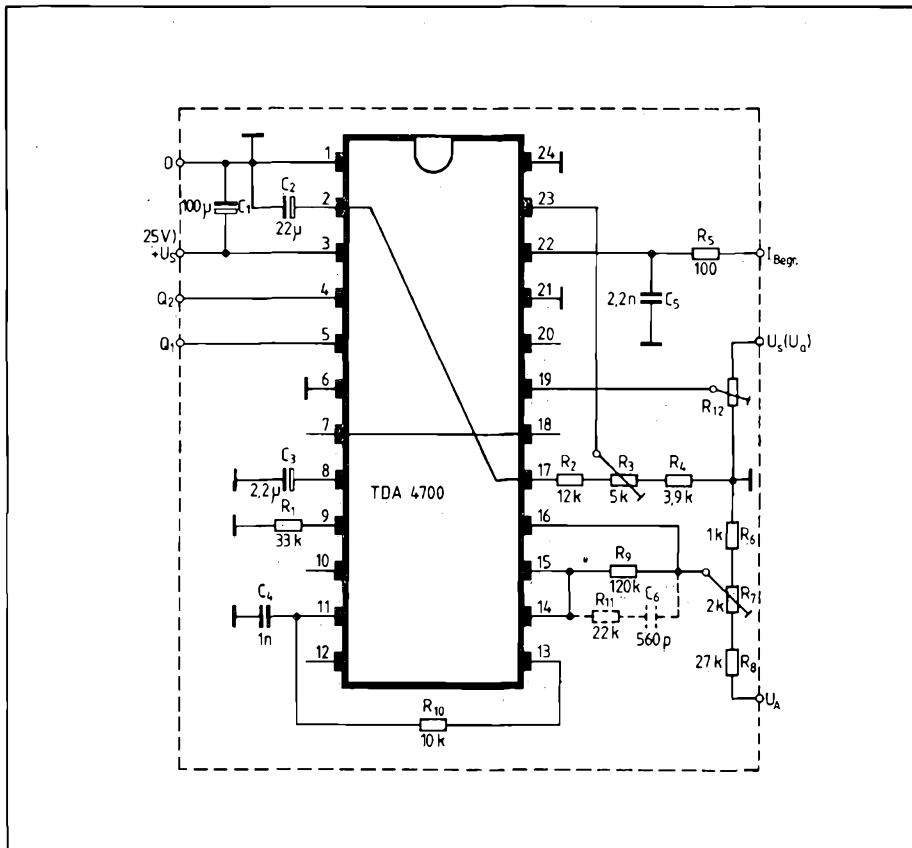 0
100µ
C1
C2
22µ
25V)
+Us
Q2
Q1
C3
2,2µ
R1
33k
C4
1n
1
2
3
4
5
6
7
8
9
10
11
12
TDA 4700
24
23
22
21
20
19
18
17
16
15
14
13
R5
100
IBegr.
2,2n
C5
Us(Ua)
R12
R2
12k
R3
5k
R4
3,9k
1k
R6
R9
120k
R7
2k
R11
22k
C6
560p
27k
R8
UA
R10
10k